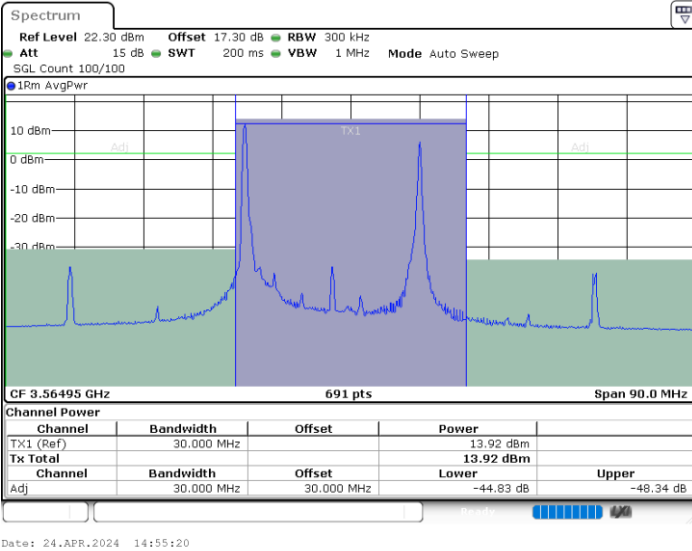 Spectrum
Ref Level 22.30 dBm Offset 17.30 dB RBW 300 kHz
Att 15 dB SWT 200 ms VBW 1 MHz Mode Auto Sweep
SGL Count 100/100
1Rm AvgPwr
10 dBm
Adj TX1 Adj
0 dBm
-10 dBm
-20 dBm
-30 dBm
CF 3.56495 GHz 691 pts Span 90.0 MHz
Channel Power
Channel Bandwidth Offset Power
TX1 (Ref) 30.000 MHz 13.92 dBm
Tx Total 13.92 dBm
Channel Bandwidth Offset Lower Upper
Adj 30.000 MHz 30.000 MHz -44.83 dB -48.34 dB
Ready
Date: 24.APR.2024 14:55:20